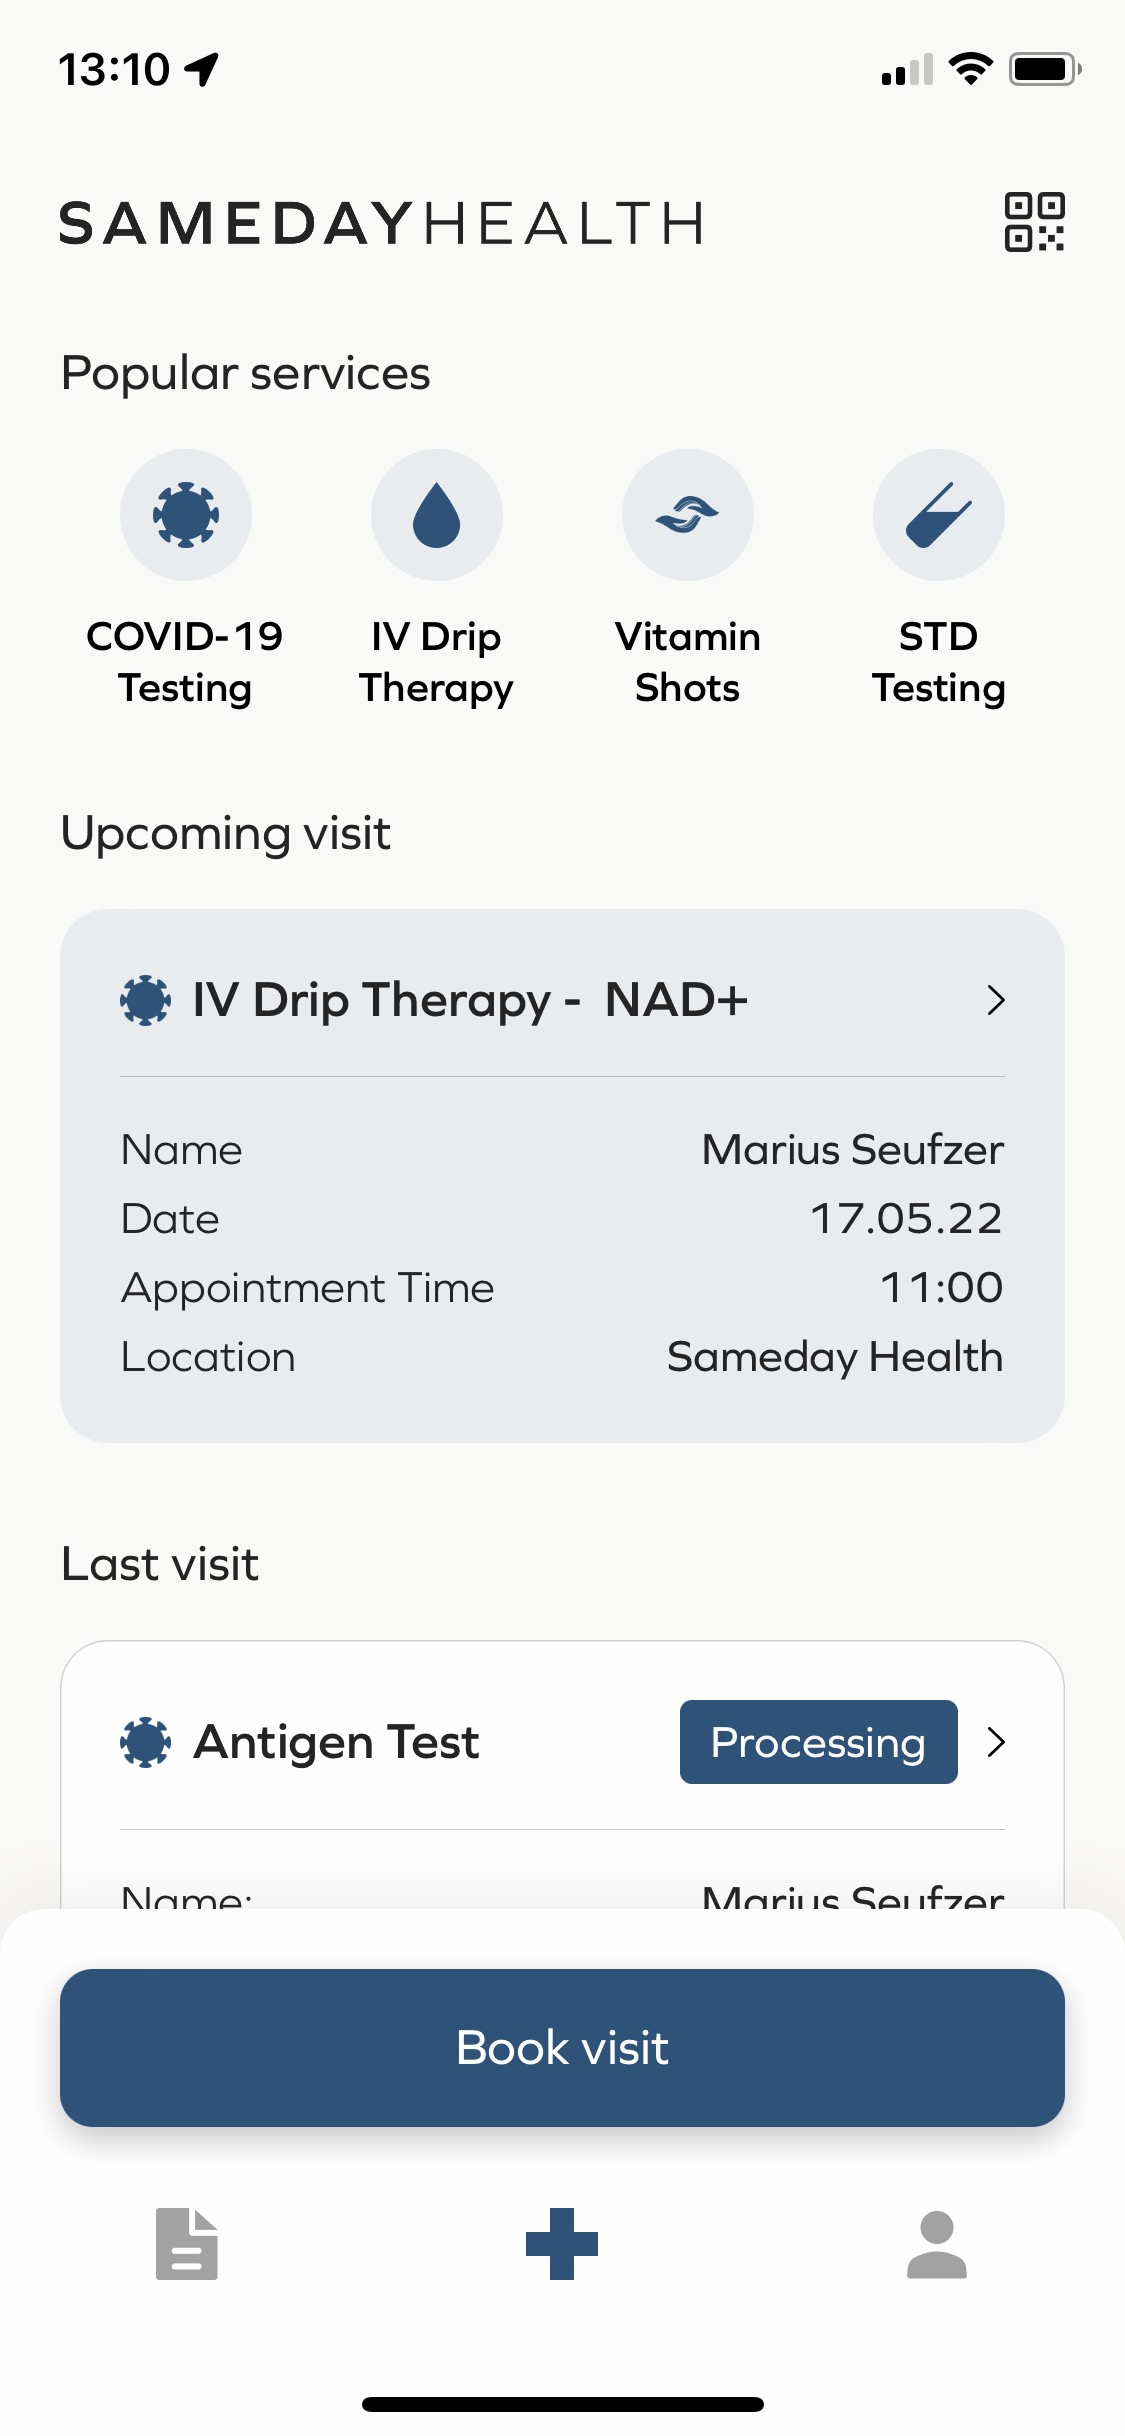 13:10
SAMEDAYHEALTH
Popular services
COVID-19 Testing
IV Drip Therapy
Vitamin Shots
STD Testing
Upcoming visit
IV Drip Therapy - NAD+
Name Marius Seufzer
Date 17.05.22
Appointment Time 11:00
Location Sameday Health
Last visit
Antigen Test Processing
Name: Marius Seufzer
Book visit